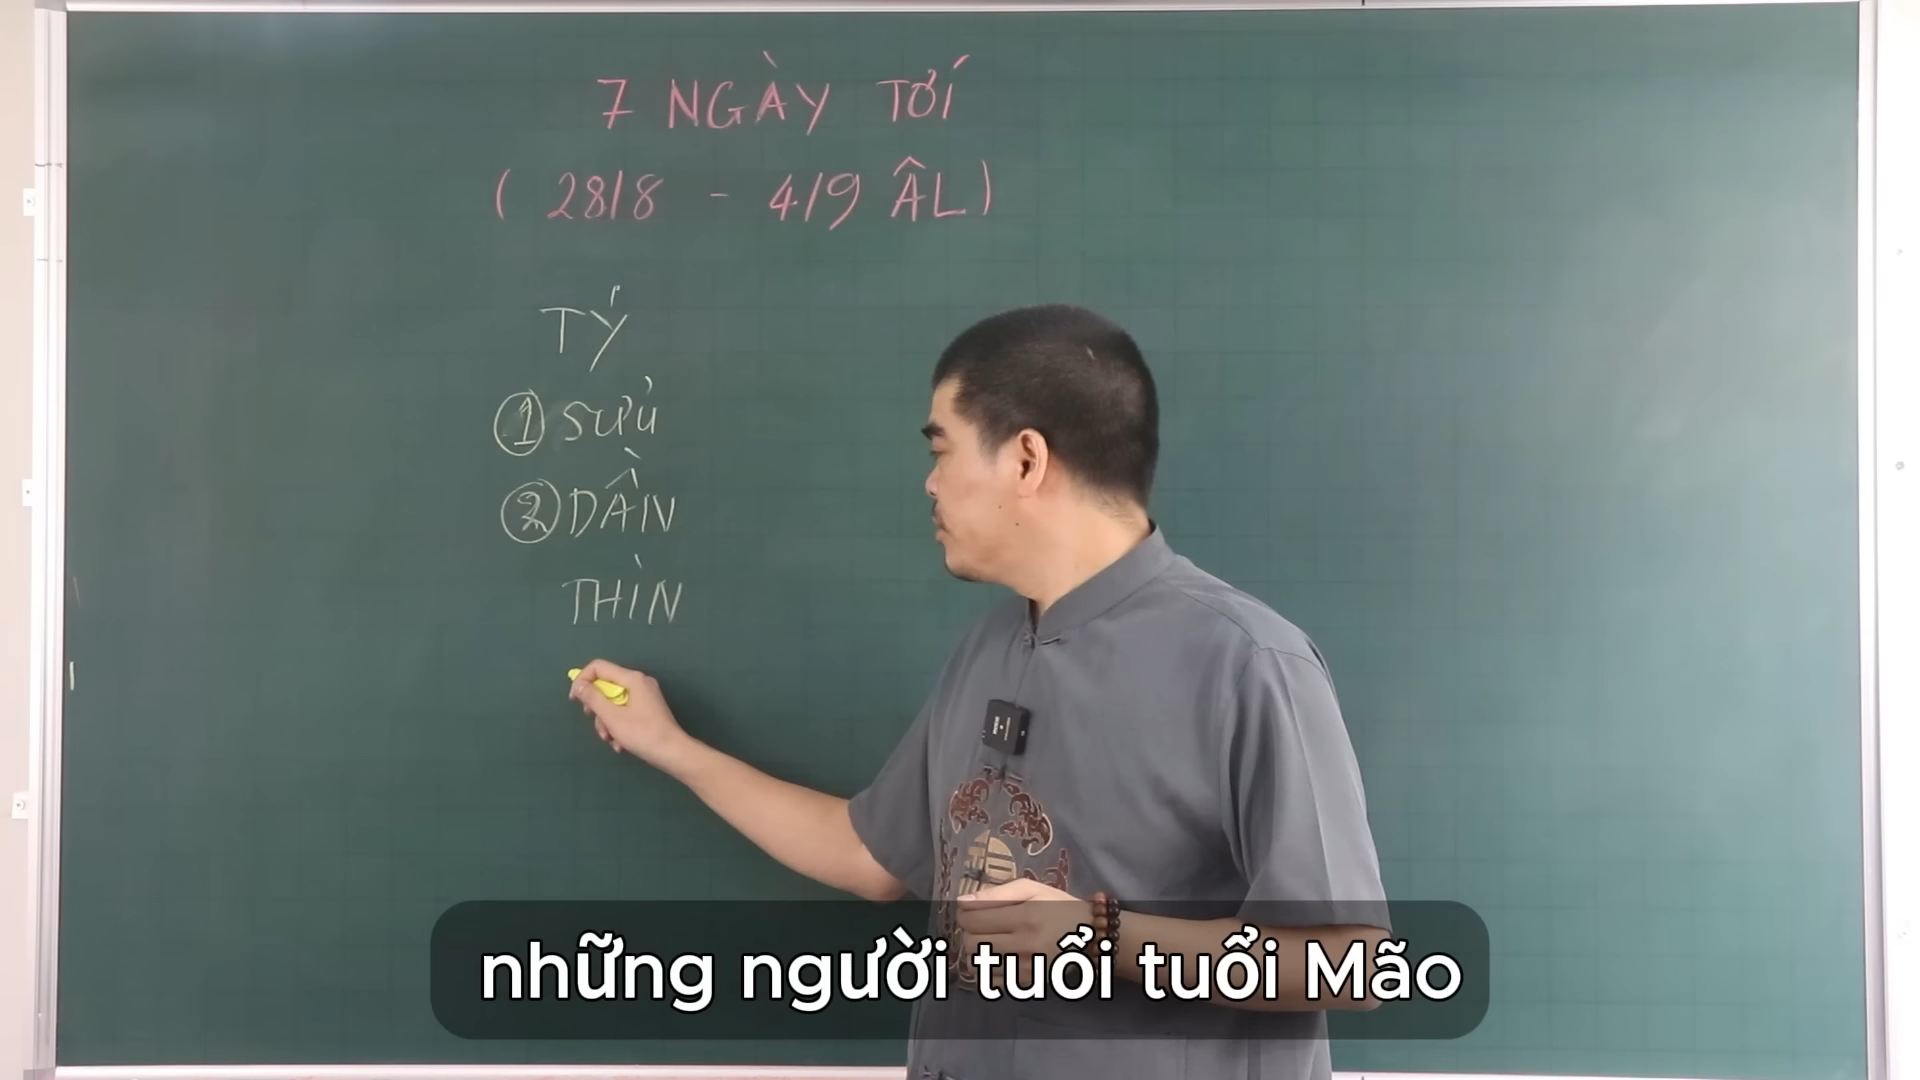 7 NGÀY TỚI
( 28/8 - 4/9 ÂL )
TÝ
① SỬU
② DẦN
THÌN
những người tuổi tuổi Mão